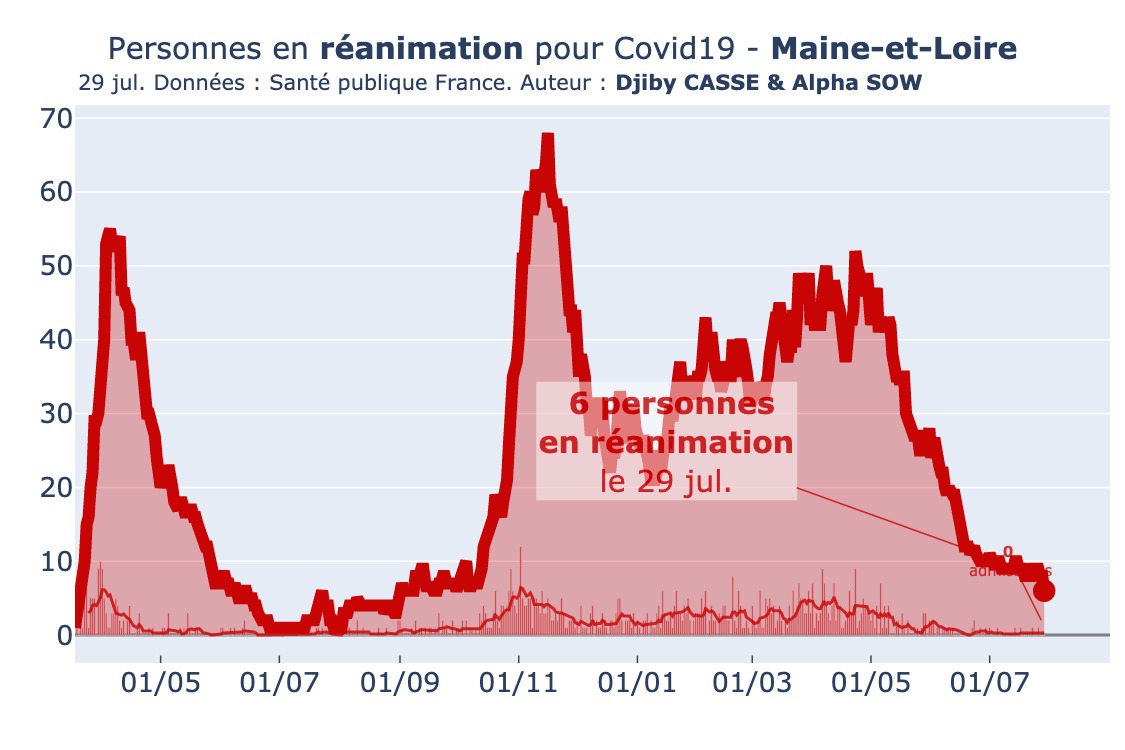 Personnes en réanimation pour Covid19 - Maine-et-Loire
29 jul. Données : Santé publique France. Auteur : Djiby CASSE & Alpha SOW
70
60
50
40
30
20
10
0
6 personnes
en réanimation
le 29 jul.
0
01/05 01/07 01/09 01/11 01/01 01/03 01/05 01/07